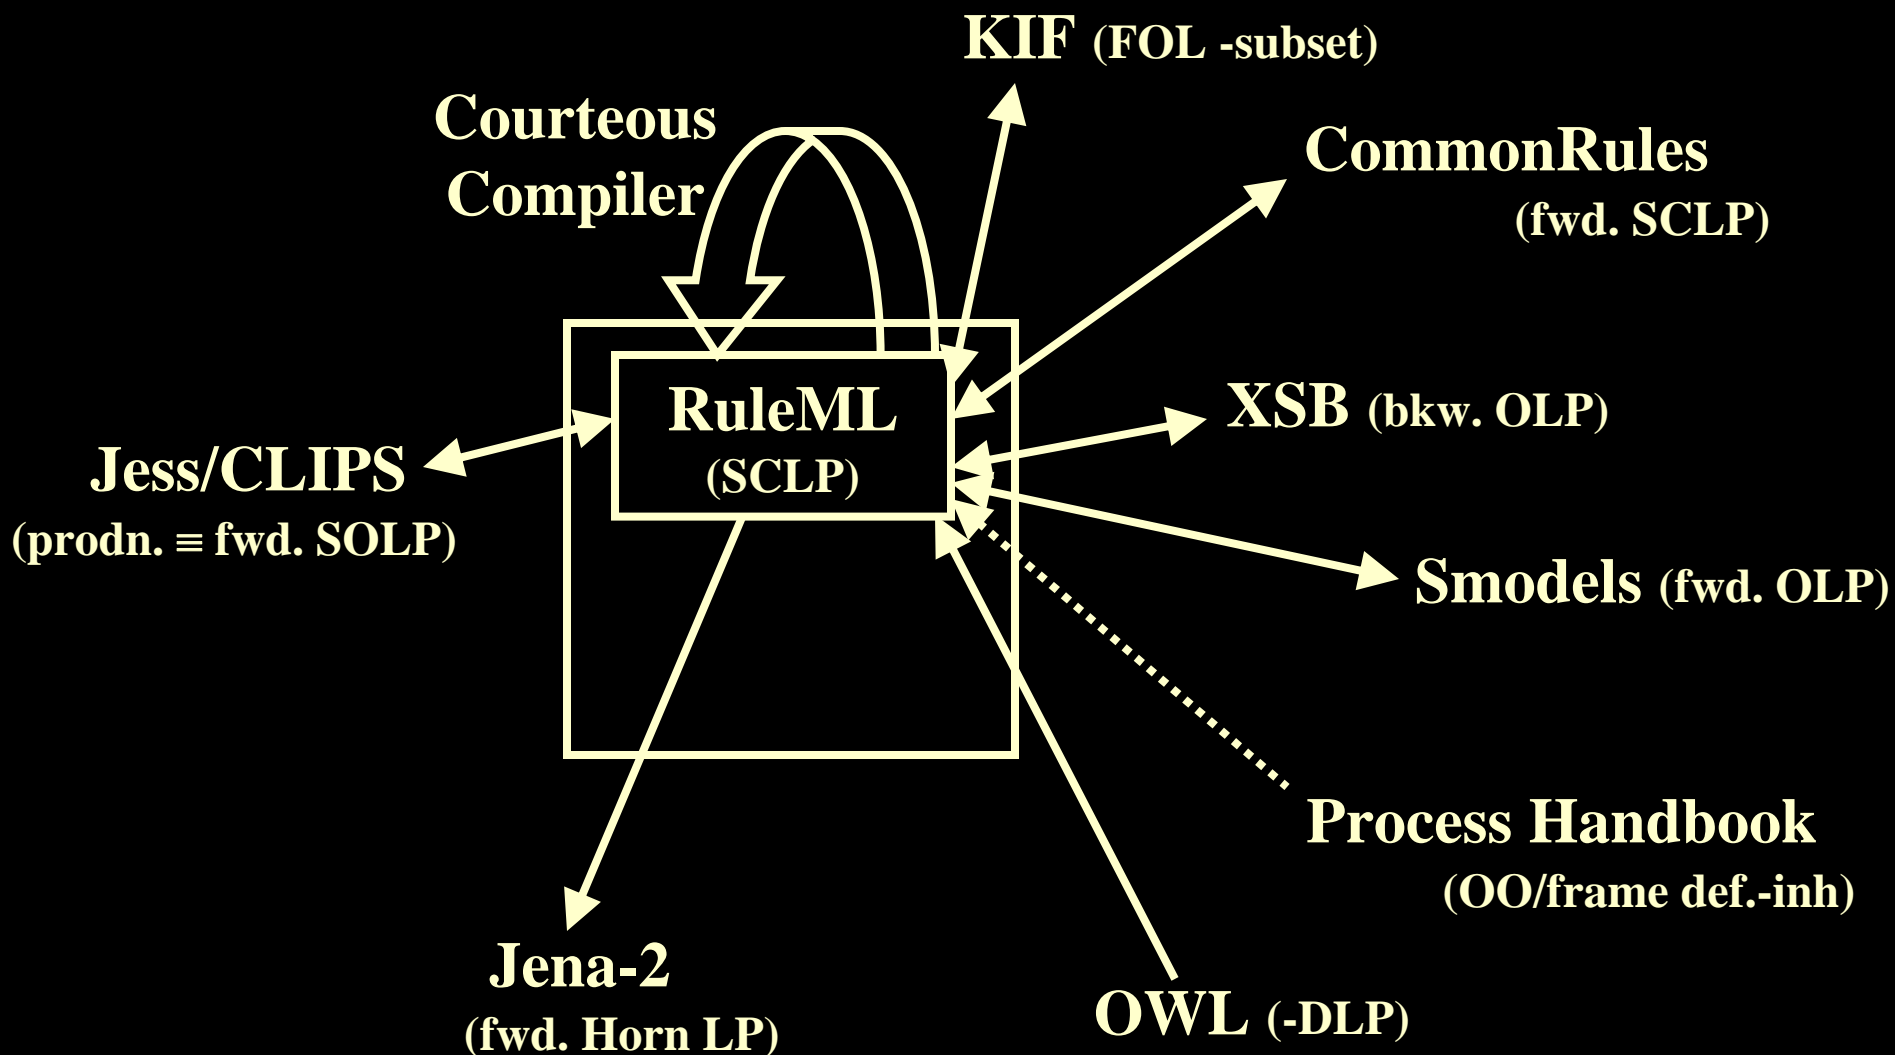 KIF (FOL -subset)
Courteous
Compiler
CommonRules
(fwd. SCLP)
RuleML
(SCLP)
XSB (bkw. OLP)
Jess/CLIPS
(prodn. ≡ fwd. SOLP)
Smodels (fwd. OLP)
Process Handbook
(OO/frame def.-inh)
Jena-2
(fwd. Horn LP)
OWL (-DLP)